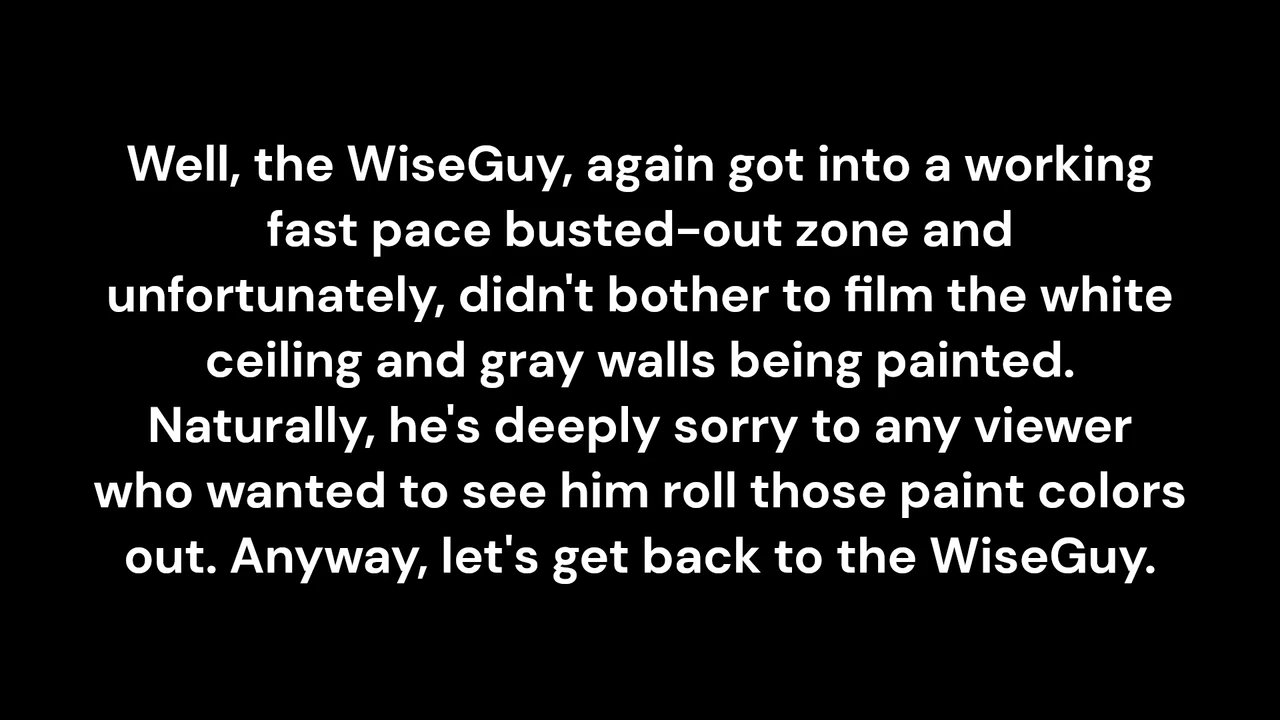 Well, the WiseGuy, again got into a working
fast pace busted-out zone and
unfortunately, didn't bother to film the white
ceiling and gray walls being painted.
Naturally, he's deeply sorry to any viewer
who wanted to see him roll those paint colors
out. Anyway, let's get back to the WiseGuy.